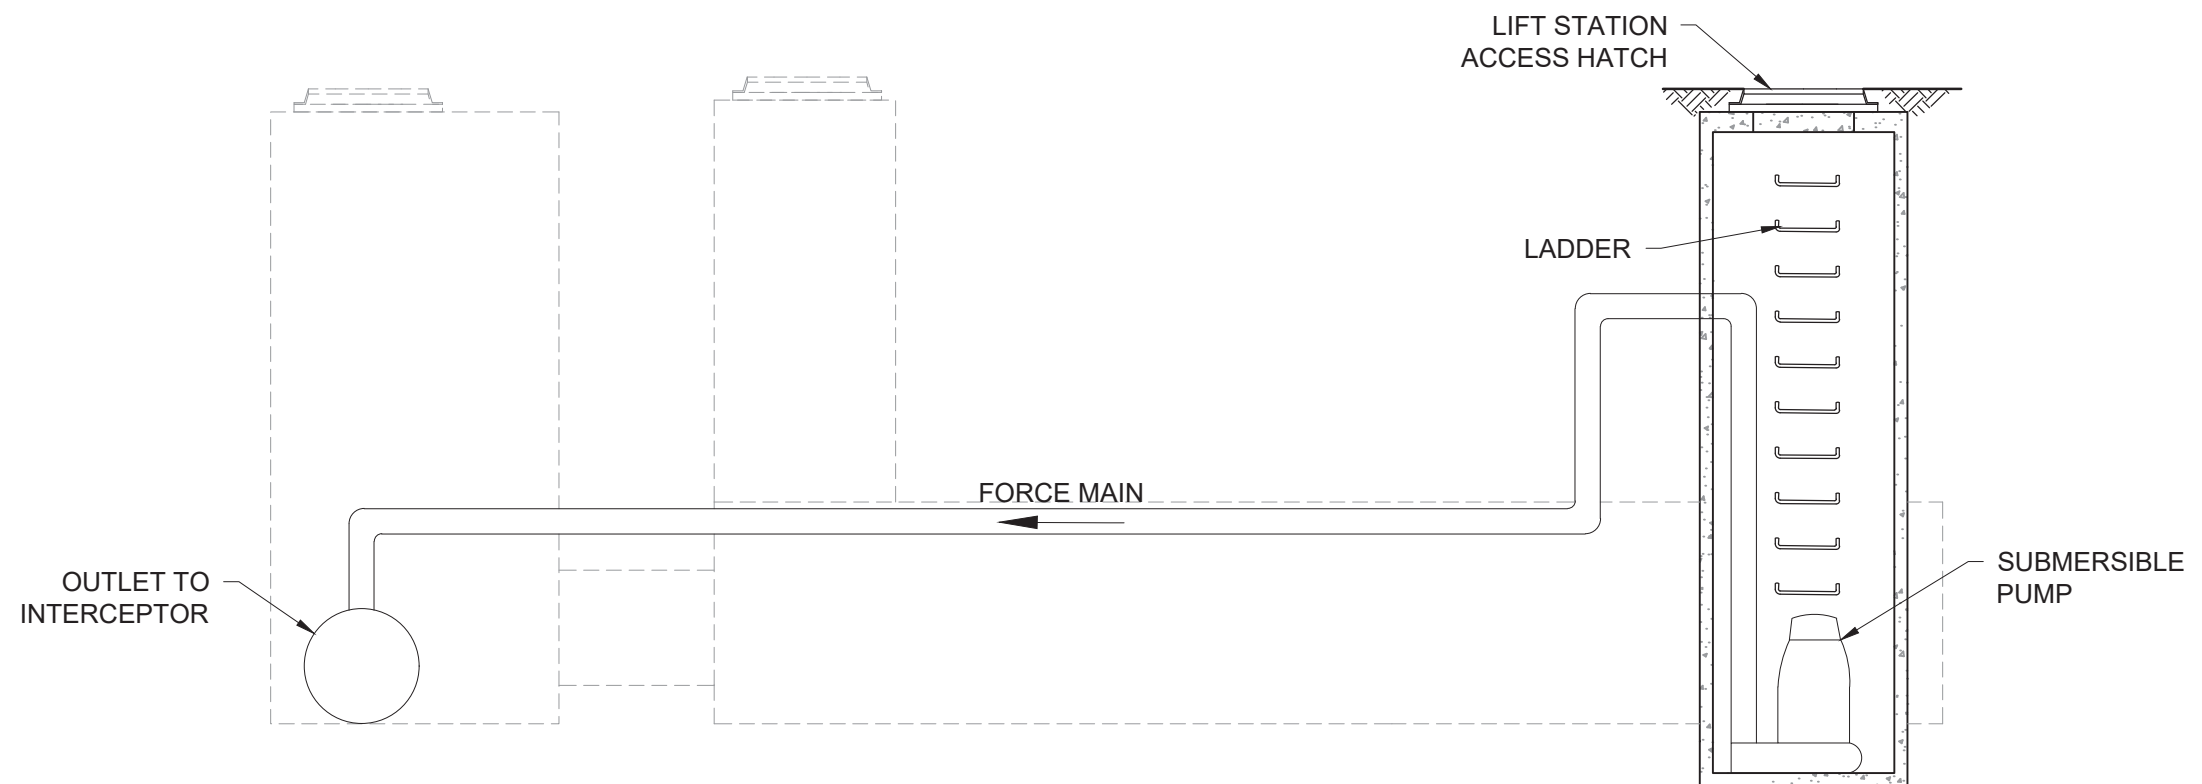 LIFT STATION
ACCESS HATCH
LADDER
FORCE MAIN
OUTLET TO
INTERCEPTOR
SUBMERSIBLE
PUMP